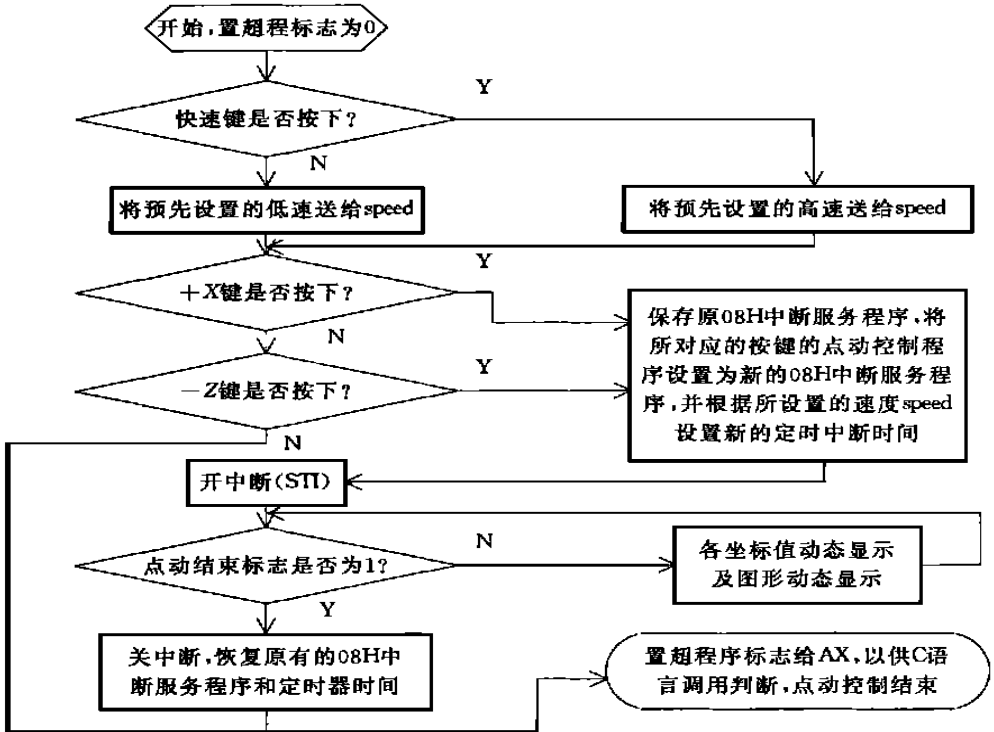 开始,置超程标志为0
Y
快速键是否按下?
N
将预先设置的低速送给speed
将预先设置的高速送给speed
Y
+X键是否按下?
保存原08H中断服务程序,将
所对应的按键的点动控制程
序设置为新的08H中断服务程
序,并根据所设置的速度speed
设置新的定时中断时间
N
Y
-Z键是否按下?
N
开中断(STI)
点动结束标志是否为1?
N
各坐标值动态显示
及图形动态显示
Y
关中断,恢复原有的08H中
断服务程序和定时器时间
置超程序标志给AX,以供C语
言调用判断,点动控制结束